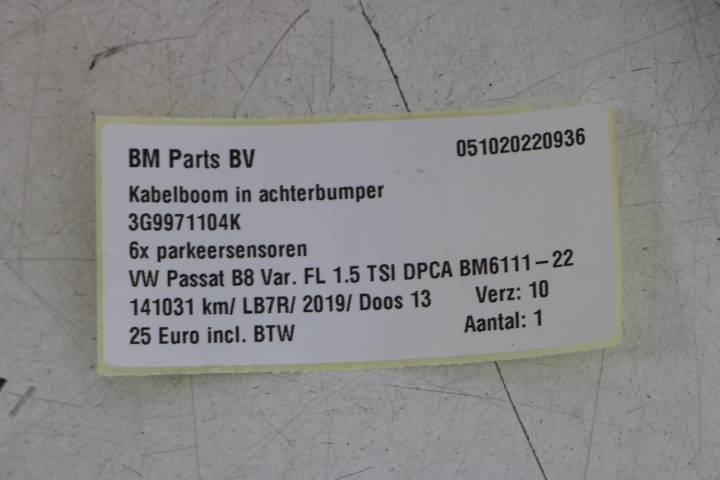 BM Parts BV 051020220936
Kabelboom in achterbumper
3G9971104K
6x parkeersensoren
VW Passat B8 Var. FL 1.5 TSI DPCA BM6111-22
141031 km/ LB7R/ 2019/ Doos 13 Verz: 10
25 Euro incl. BTW Aantal: 1